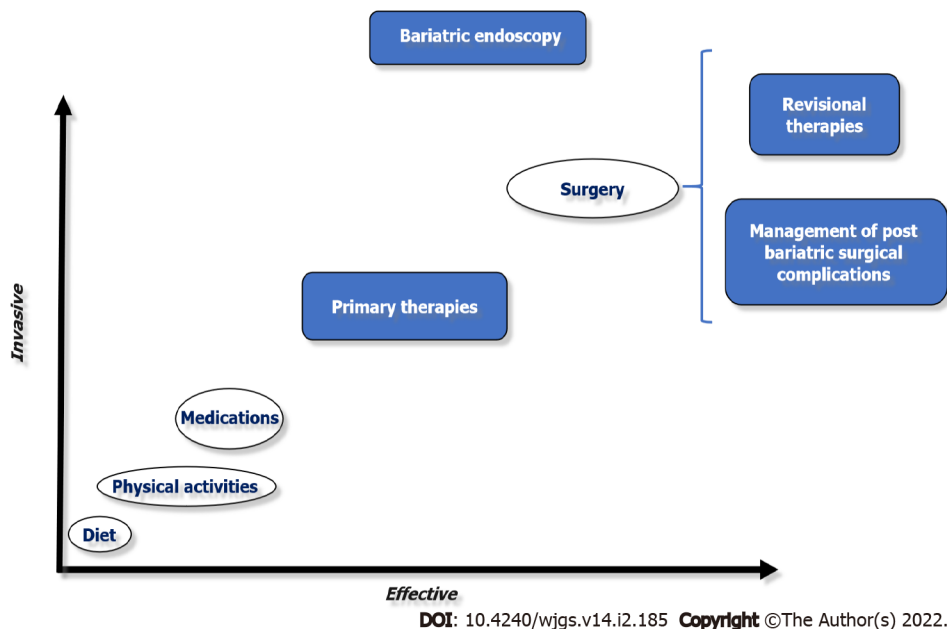 Bariatric endoscopy
Revisional
therapies
Surgery
Management of post
bariatric surgical
complications
Primary therapies
Invasive
Medications
Physical activities
Diet
Effective
DOI: 10.4240/wjgs.v14.i2.185 Copyright ©The Author(s) 2022.